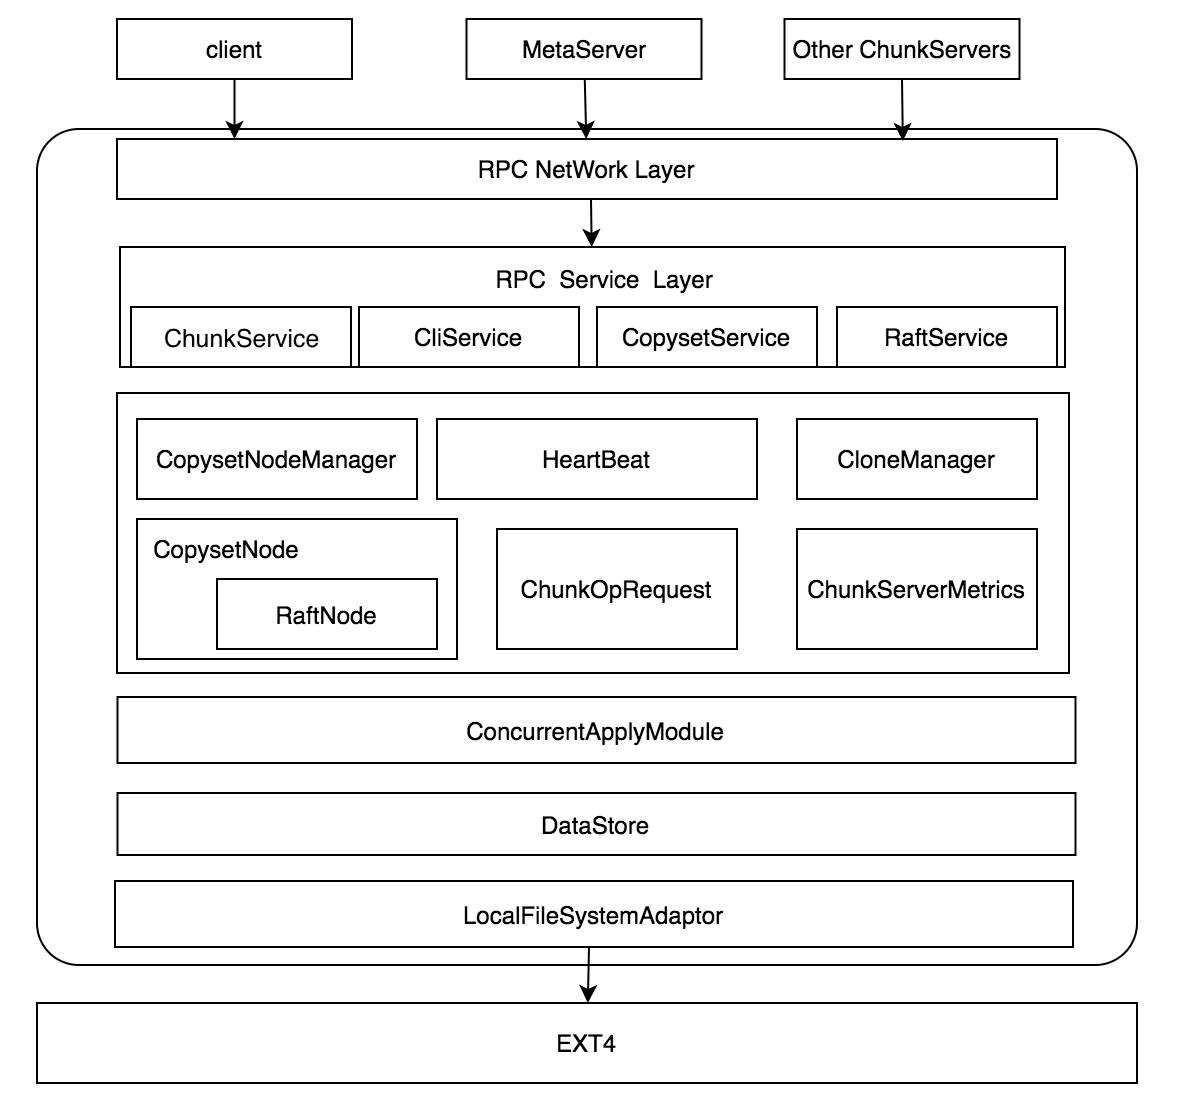 client
MetaServer
Other ChunkServers
RPC NetWork Layer
RPC Service Layer
ChunkService
CliService
CopysetService
RaftService
CopysetNodeManager
HeartBeat
CloneManager
CopysetNode
RaftNode
ChunkOpRequest
ChunkServerMetrics
ConcurrentApplyModule
DataStore
LocalFileSystemAdaptor
EXT4